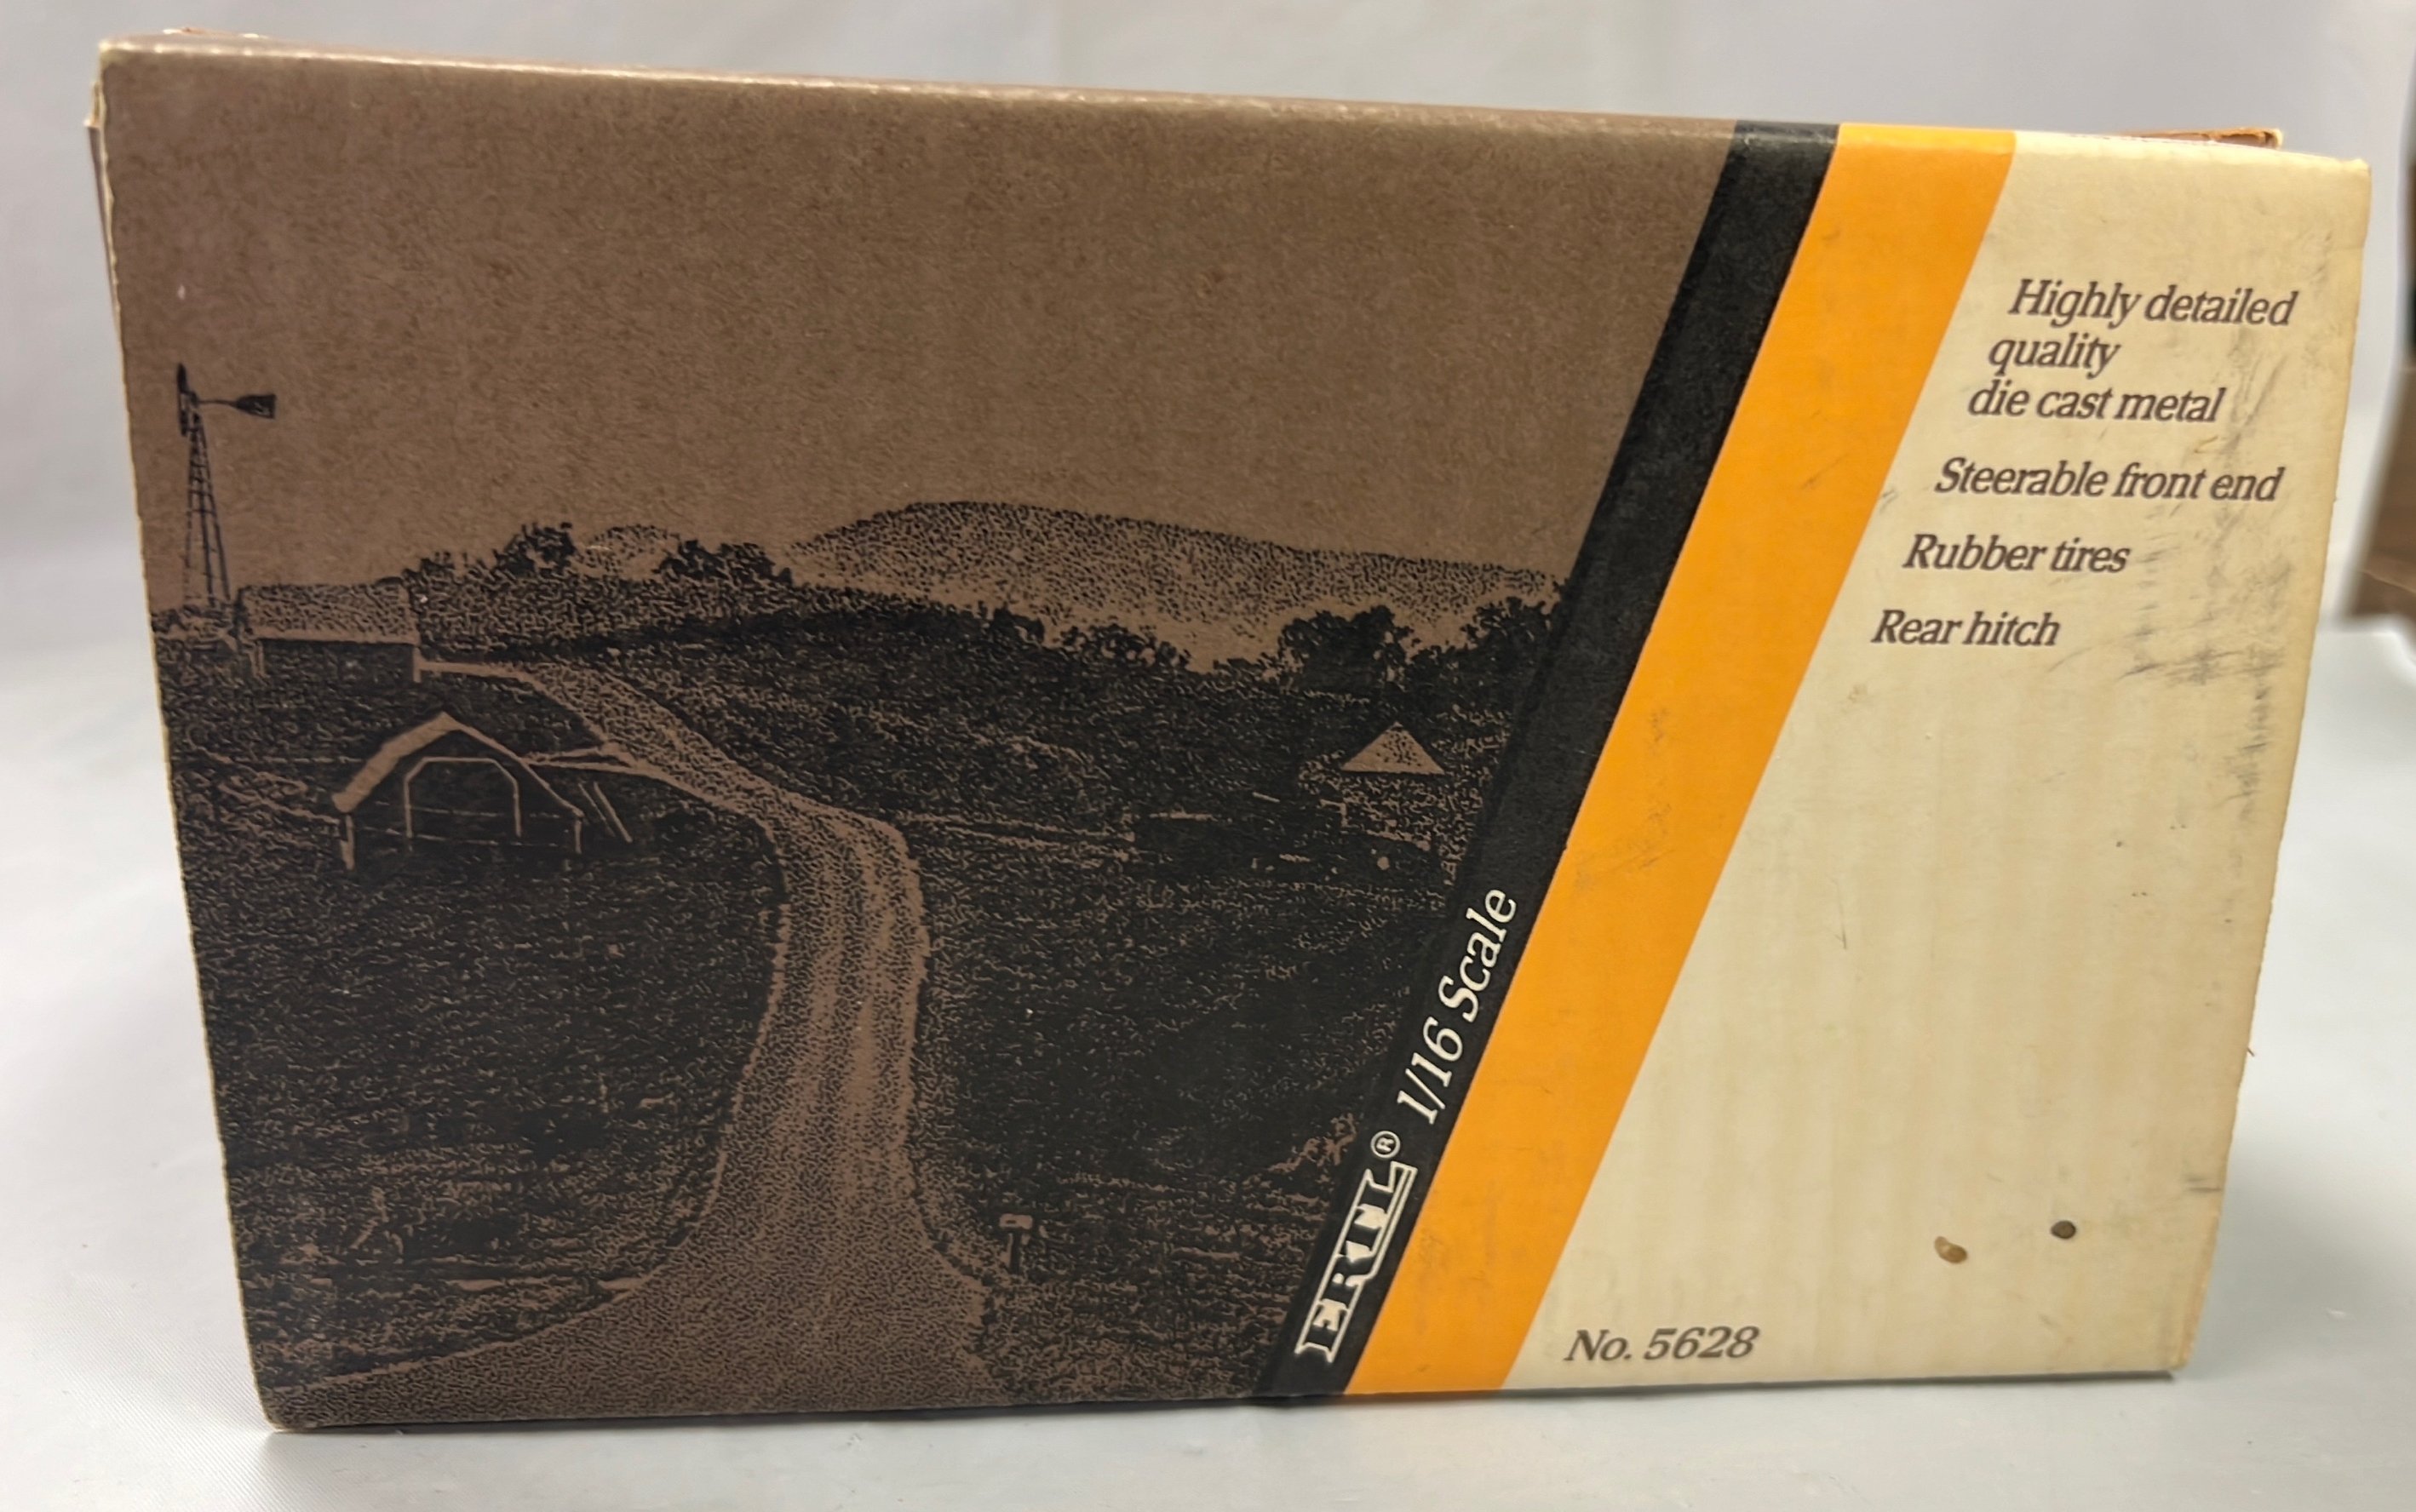 Highly detailed
quality
die cast metal
Steerable front end
Rubber tires
Rear hitch
ERTL® 1/16 Scale
No. 5628